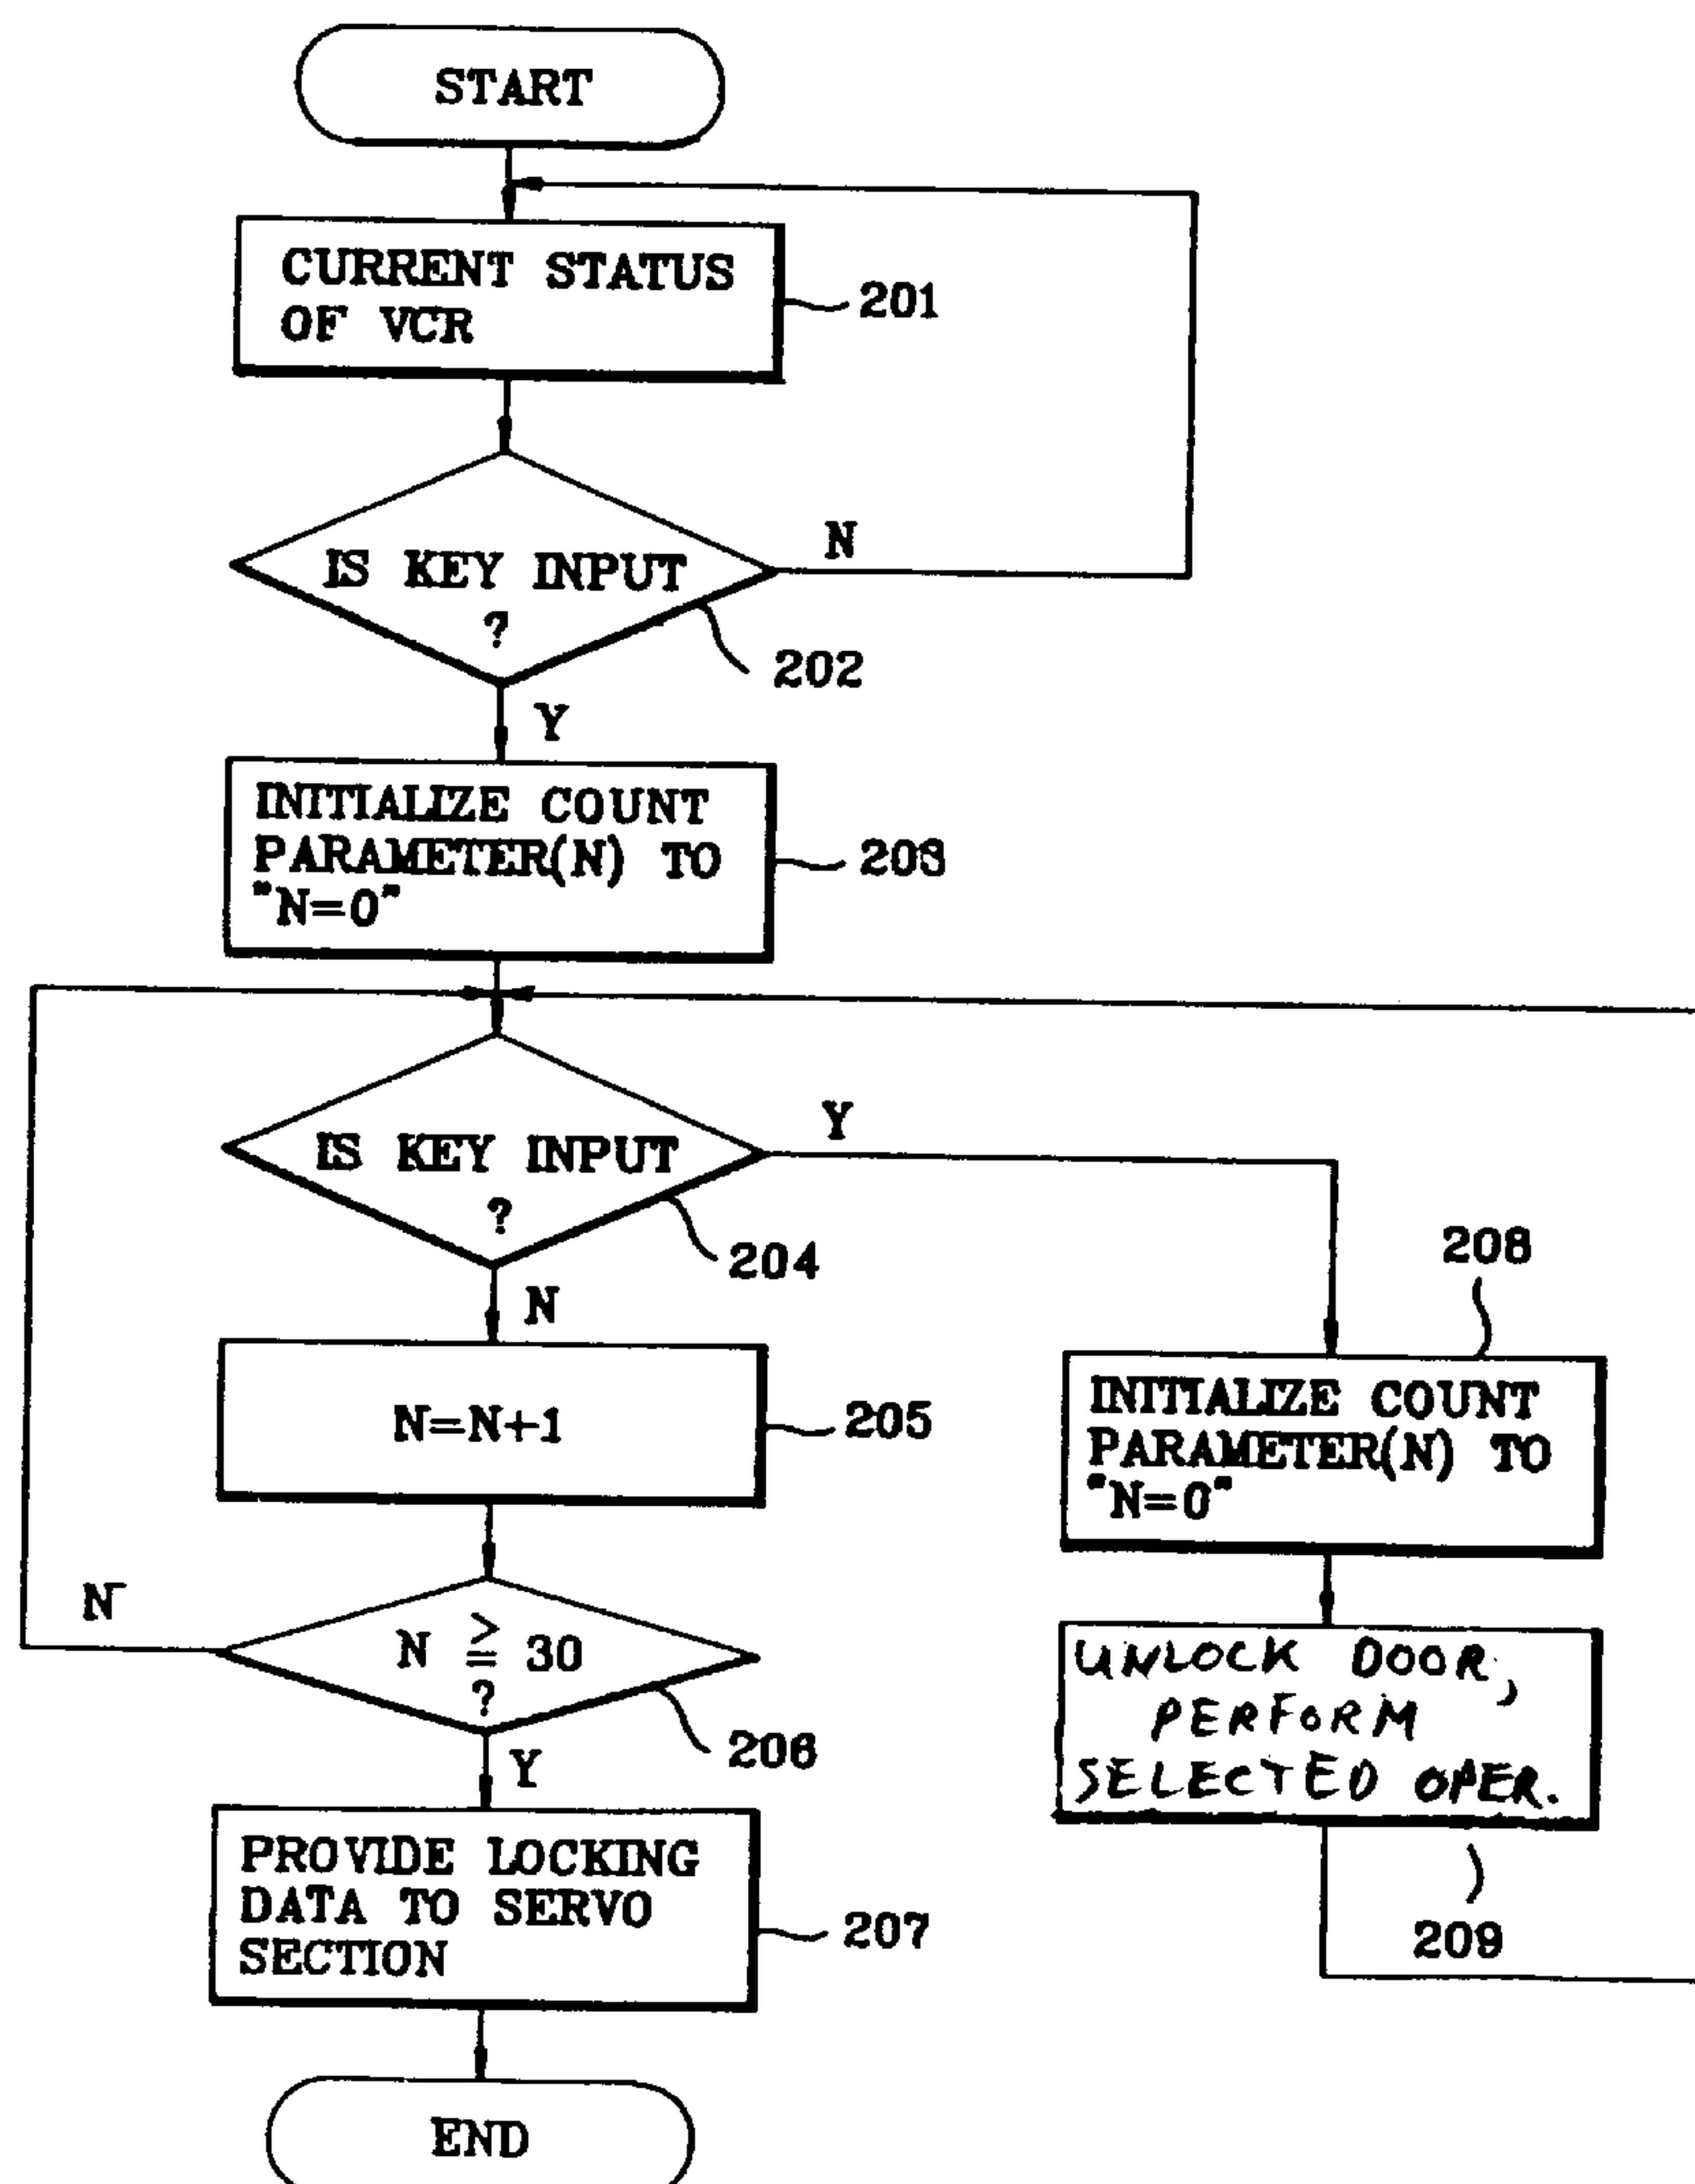 START
CURRENT STATUS
OF VCR
201
IS KEY INPUT
?
N
202
Y
INITIALIZE COUNT
PARAMETER(N) TO
"N=0"
203
IS KEY INPUT
?
Y
204
N
N=N+1
205
N ≧ 30
?
N
206
Y
PROVIDE LOCKING
DATA TO SERVO
SECTION
207
END
208
INITIALIZE COUNT
PARAMETER(N) TO
"N=0"
UNLOCK DOOR,
PERFORM
SELECTED OPER.
209